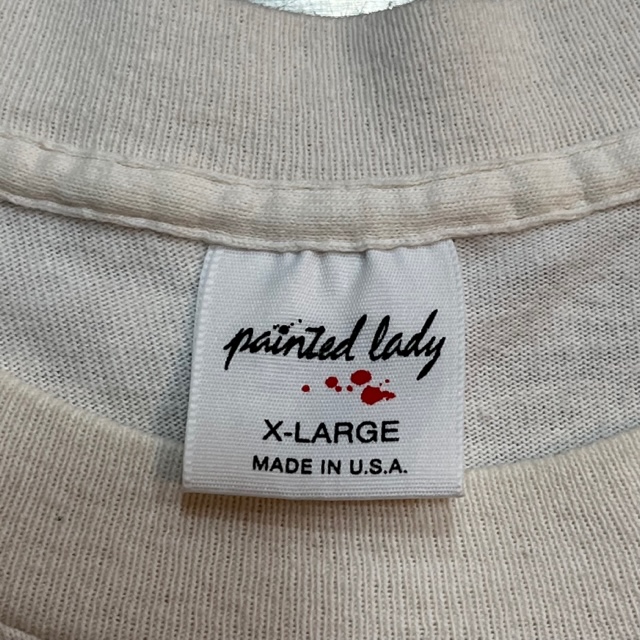 painted lady
X-LARGE
MADE IN U.S.A.